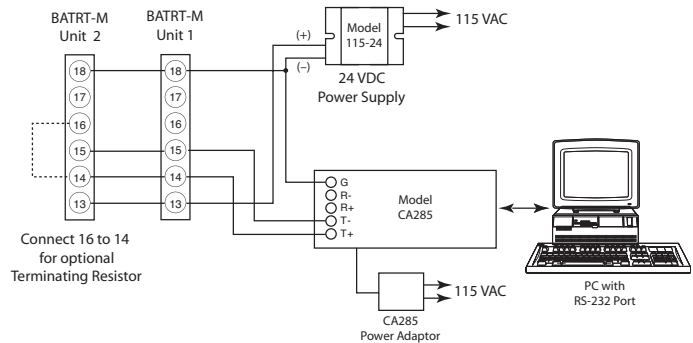 BATRT-M
Unit 2
BATRT-M
Unit 1
Model
115-24
115 VAC
(+)
(–)
24 VDC
Power Supply
18
17
16
15
14
13
18
17
16
15
14
13
Connect 16 to 14
for optional
Terminating Resistor
G
R-
R+
T-
T+
Model
CA285
115 VAC
CA285
Power Adaptor
PC with
RS-232 Port